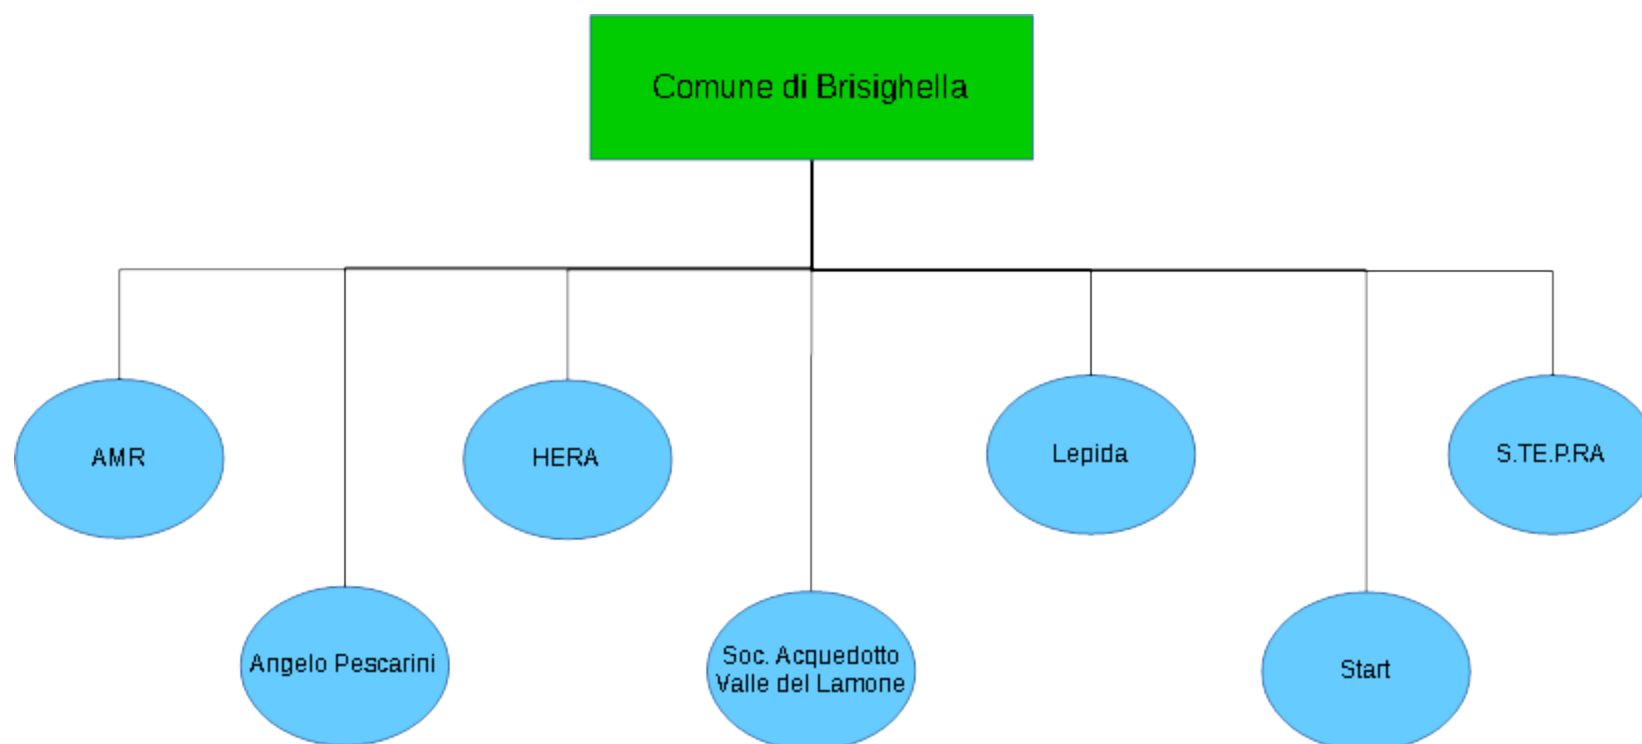 Comune di Brisighella
AMR
HERA
Lepida
S.TE.P.RA
Angelo Pescarini
Soc. Acquedotto
Valle del Lamone
Start